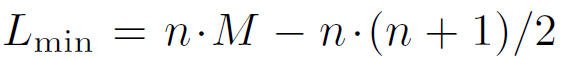 L_min = n·M − n·(n + 1)/2